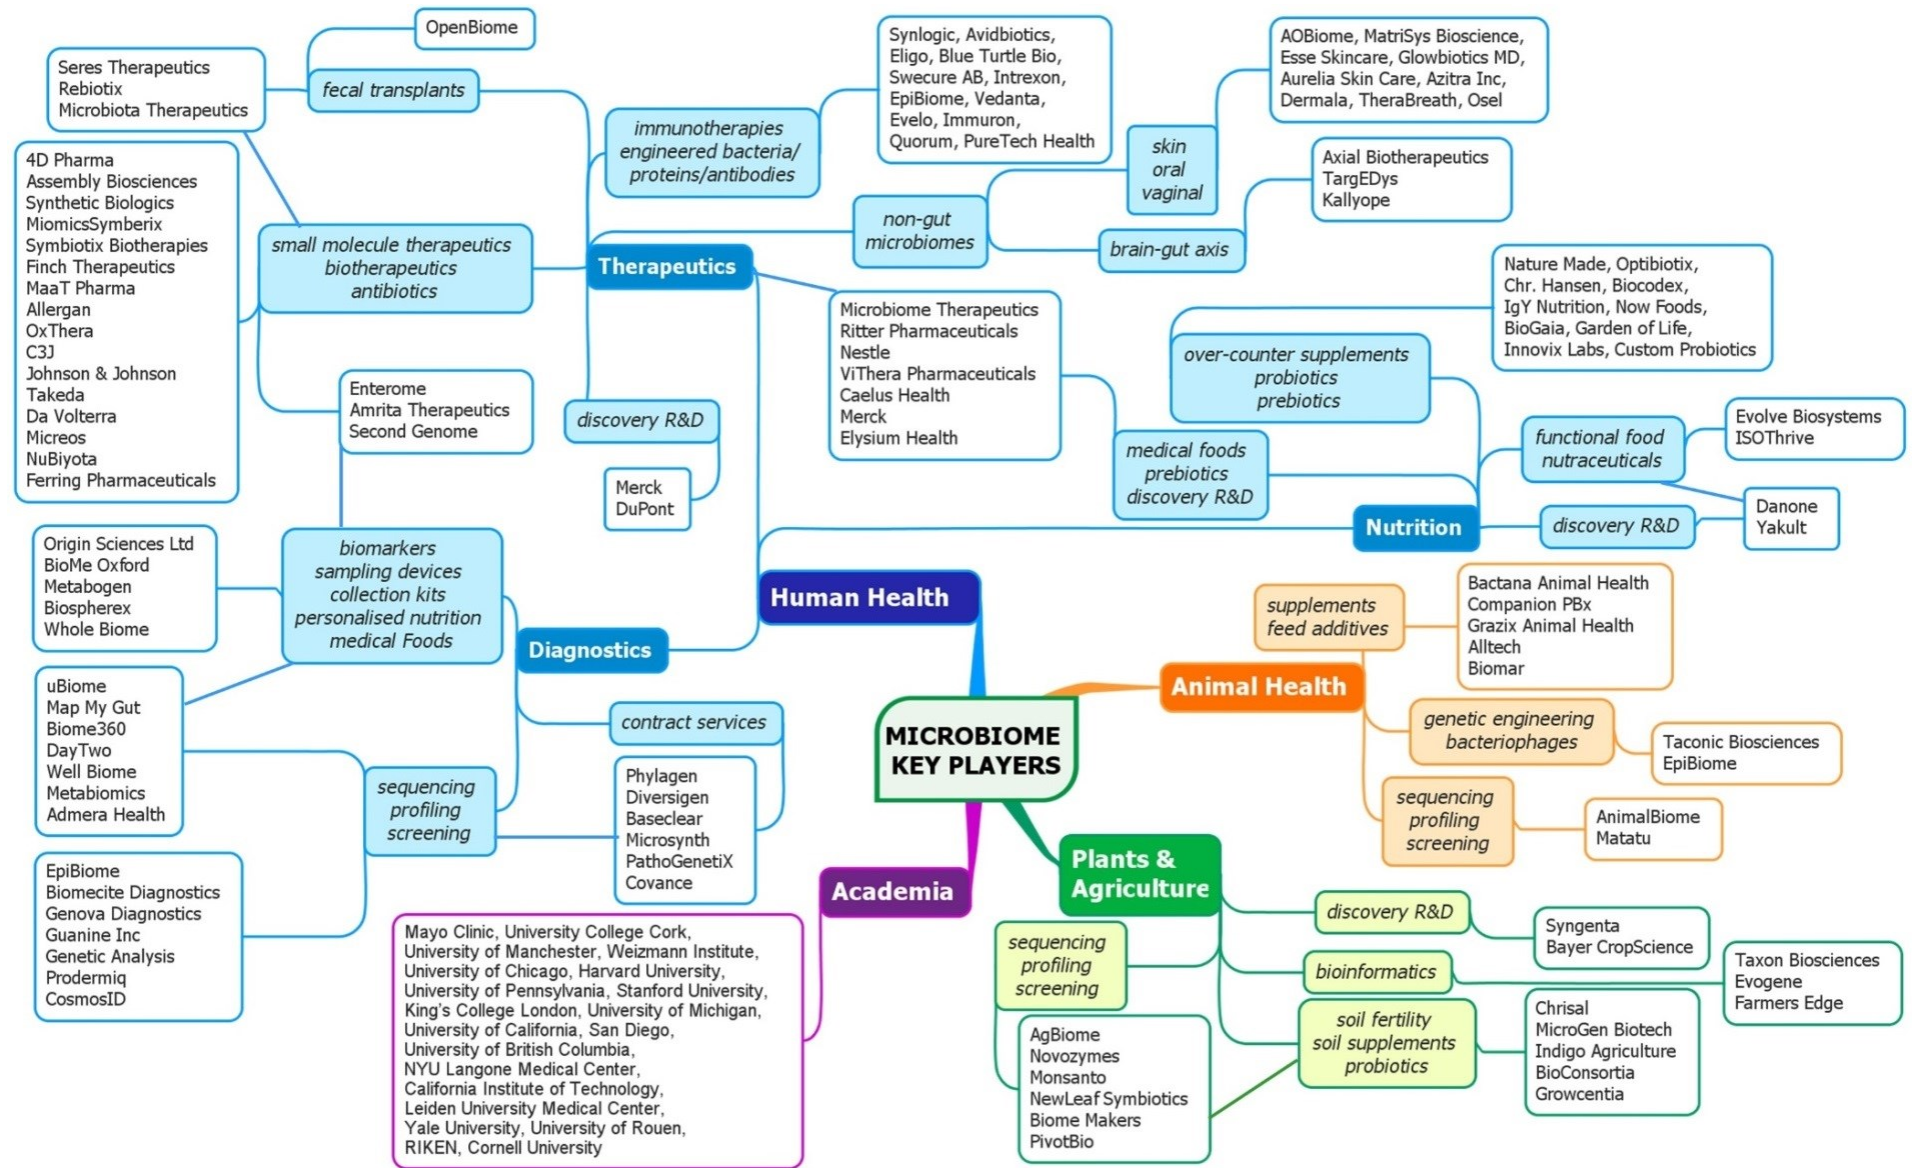 OpenBiome
Seres Therapeutics
Rebiotix
Microbiota Therapeutics
fecal transplants
4D Pharma
Assembly Biosciences
Synthetic Biologics
MiomicsSymberix
Symbiotix Biotherapies
Finch Therapeutics
MaaT Pharma
Allergan
OxThera
C3J
Johnson & Johnson
Takeda
Da Volterra
Micreos
NuBiyota
Ferring Pharmaceuticals
small molecule therapeutics
biotherapeutics
antibiotics
Enterome
Amrita Therapeutics
Second Genome
immunotherapies
engineered bacteria/
proteins/antibodies
Synlogic, Avidbiotics,
Eligo, Blue Turtle Bio,
Swecure AB, Intrexon,
EpiBiome, Vedanta,
Evelo, Immuron,
Quorum, PureTech Health
Therapeutics
non-gut
microbiomes
skin
oral
vaginal
AOBiome, MatriSys Bioscience,
Esse Skincare, Glowbiotics MD,
Aurelia Skin Care, Azitra Inc,
Dermala, TheraBreath, Osel
brain-gut axis
Axial Biotherapeutics
TargEDys
Kallyope
discovery R&D
Merck
DuPont
Microbiome Therapeutics
Ritter Pharmaceuticals
Nestle
ViThera Pharmaceuticals
Caelus Health
Merck
Elysium Health
medical foods
prebiotics
discovery R&D
over-counter supplements
probiotics
prebiotics
Nature Made, Optibiotix,
Chr. Hansen, Biocodex,
IgY Nutrition, Now Foods,
BioGaia, Garden of Life,
Innovix Labs, Custom Probiotics
functional food
nutraceuticals
Evolve Biosystems
ISOThrive
Nutrition
discovery R&D
Danone
Yakult
Human Health
Diagnostics
biomarkers
sampling devices
collection kits
personalised nutrition
medical Foods
Origin Sciences Ltd
BioMe Oxford
Metabogen
Biospherex
Whole Biome
uBiome
Map My Gut
Biome360
DayTwo
Well Biome
Metabiomics
Admera Health
EpiBiome
Biomecite Diagnostics
Genova Diagnostics
Guanine Inc
Genetic Analysis
Prodermiq
CosmosID
sequencing
profiling
screening
contract services
Phylagen
Diversigen
Baseclear
Microsynth
PathoGenetiX
Covance
MICROBIOME
KEY PLAYERS
Animal Health
supplements
feed additives
Bactana Animal Health
Companion PBx
Grazix Animal Health
Alltech
Biomar
genetic engineering
bacteriophages
Taconic Biosciences
EpiBiome
sequencing
profiling
screening
AnimalBiome
Matatu
Academia
Mayo Clinic, University College Cork,
University of Manchester, Weizmann Institute,
University of Chicago, Harvard University,
University of Pennsylvania, Stanford University,
King's College London, University of Michigan,
University of California, San Diego,
University of British Columbia,
NYU Langone Medical Center,
California Institute of Technology,
Leiden University Medical Center,
Yale University, University of Rouen,
RIKEN, Cornell University
Plants &
Agriculture
discovery R&D
Syngenta
Bayer CropScience
bioinformatics
Taxon Biosciences
Evogene
Farmers Edge
sequencing
profiling
screening
AgBiome
Novozymes
Monsanto
NewLeaf Symbiotics
Biome Makers
PivotBio
soil fertility
soil supplements
probiotics
Chrisal
MicroGen Biotech
Indigo Agriculture
BioConsortia
Growcentia